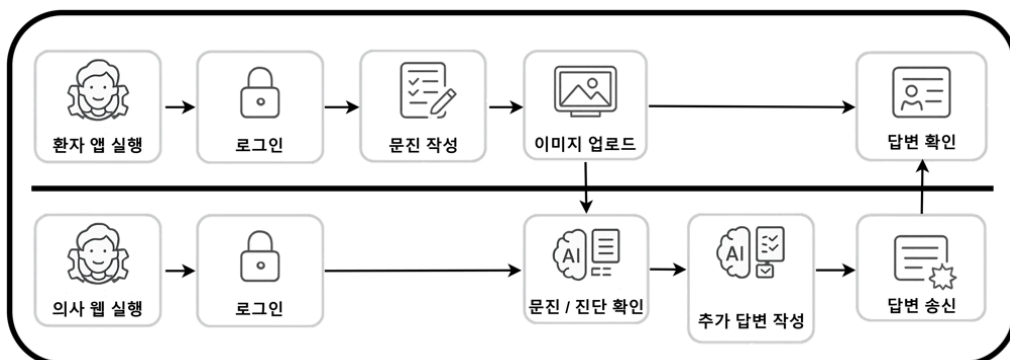 환자 앱 실행
로그인
문진 작성
이미지 업로드
답변 확인
의사 웹 실행
로그인
AI
문진 / 진단 확인
AI
추가 답변 작성
답변 송신